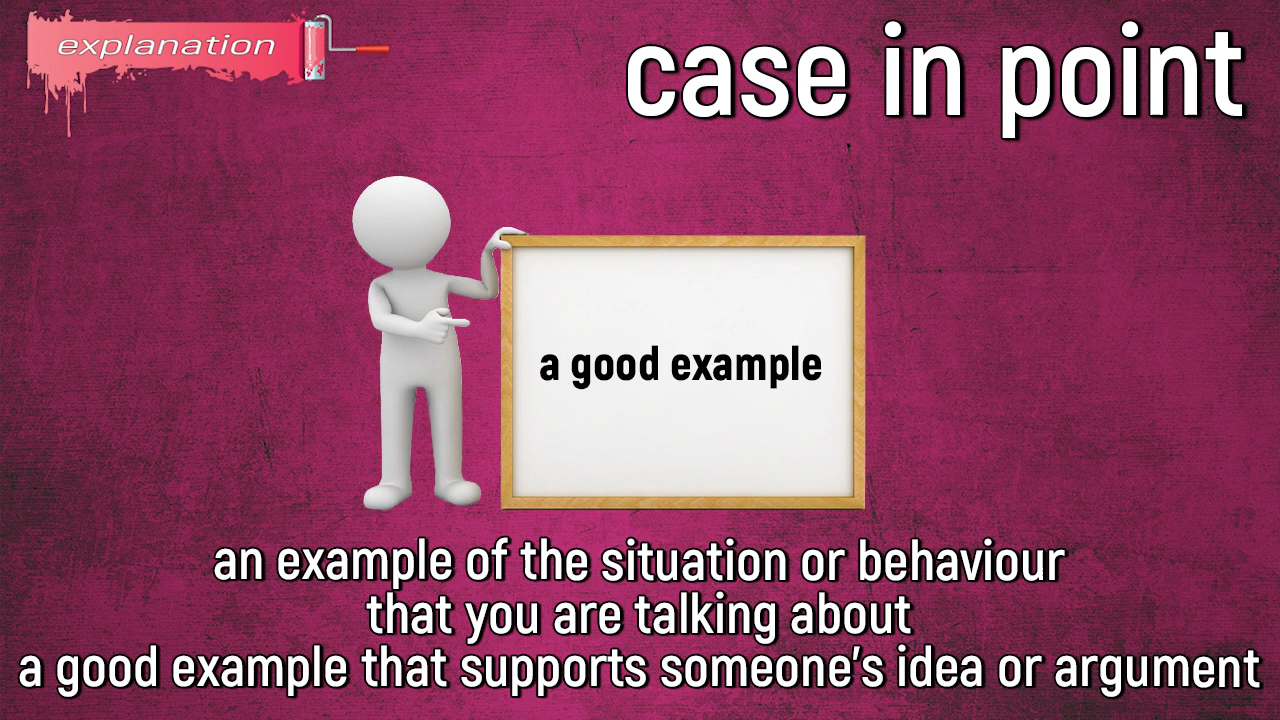 explanation
case in point
a good example
an example of the situation or behaviour
that you are talking about
a good example that supports someone's idea or argument